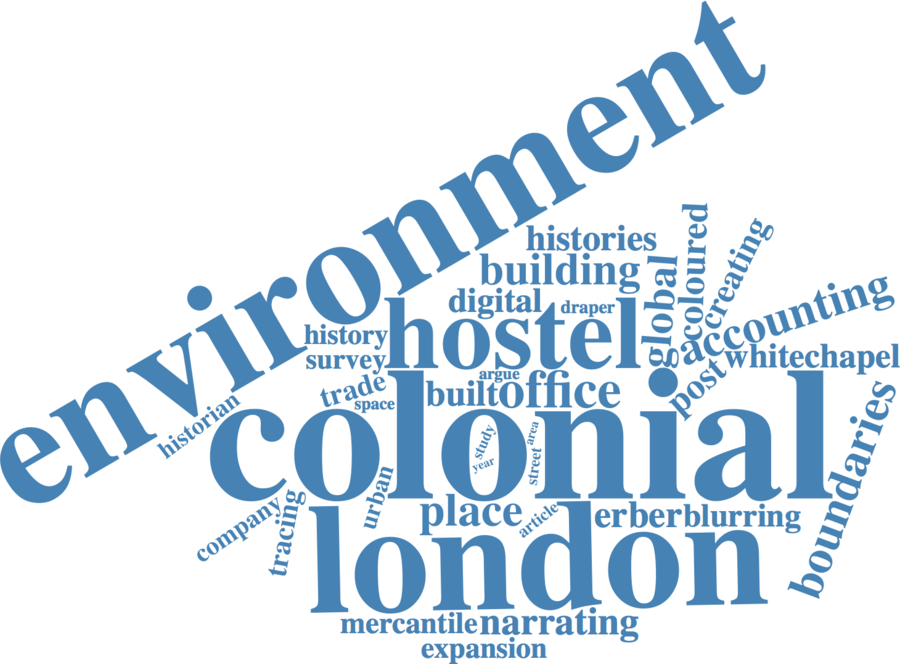 environment
histories
building
global
coloured
creating
digital
draper
hostel
accounting
history
survey
whitechapel
argue
post
trade
space
built
office
historian
colonial
boundaries
study
year
area
street
urban
company
tracing
place
article
erber
blurring
london
mercantile
narrating
expansion